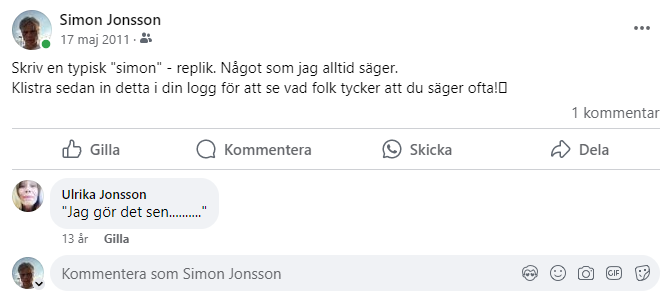 Simon Jonsson
17 maj 2011 ·
Skriv en typisk "simon" - replik. Något som jag alltid säger.
Klistra sedan in detta i din logg för att se vad folk tycker att du säger ofta!
1 kommentar
Gilla
Kommentera
Skicka
Dela
Ulrika Jonsson
"Jag gör det sen.........."
13 år Gilla
Kommentera som Simon Jonsson
GIF